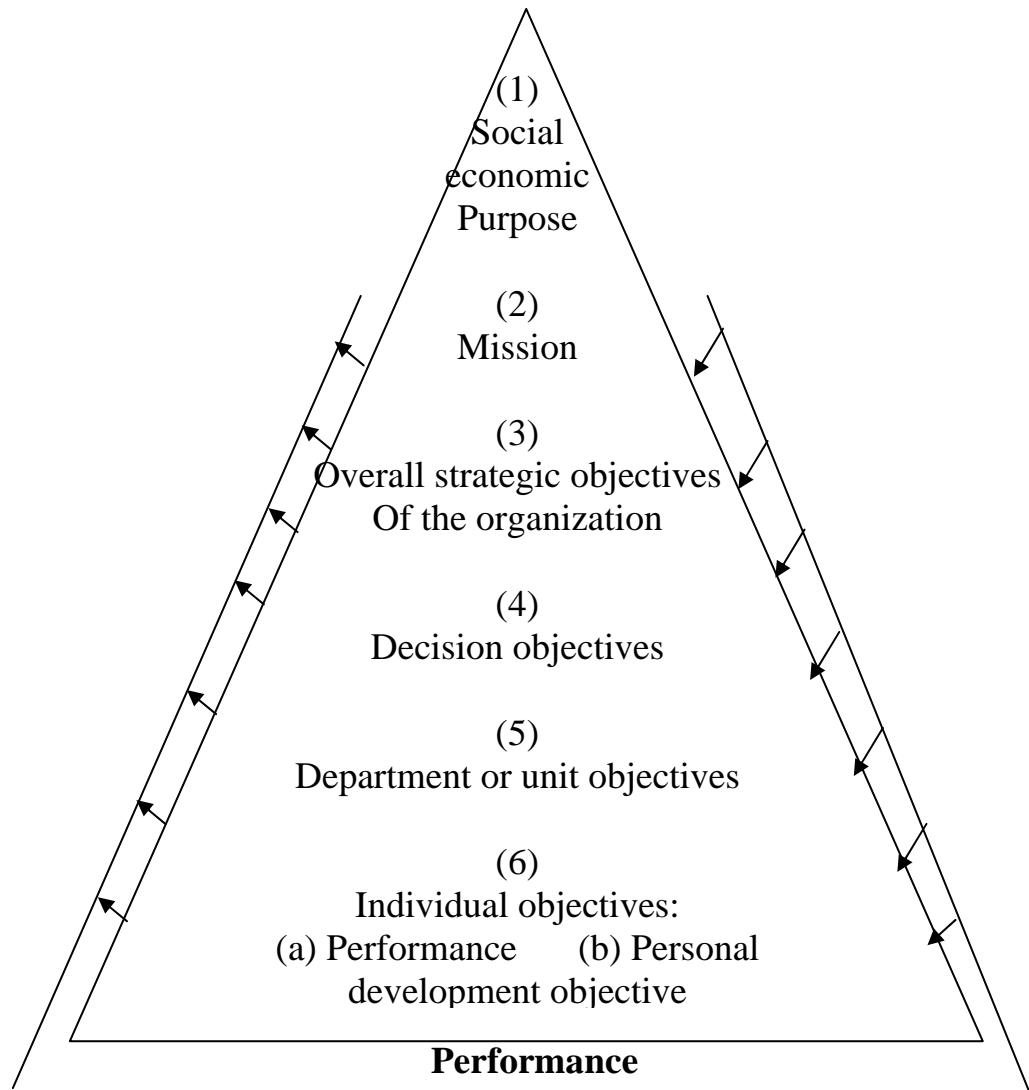 (1)
Social
economic
Purpose
(2)
Mission
(3)
Overall strategic objectives
Of the organization
(4)
Decision objectives
(5)
Department or unit objectives
(6)
Individual objectives:
(a) Performance (b) Personal
development objective
Performance